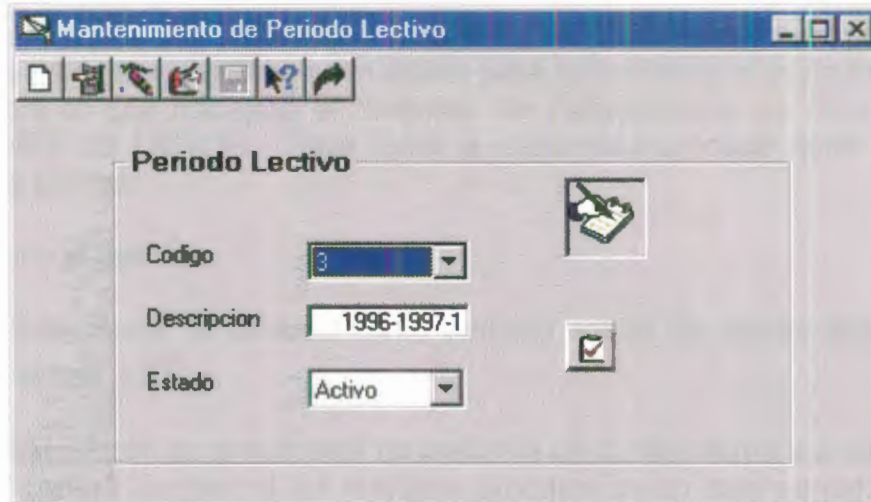 Mantenimiento de Periodo Lectivo
Periodo Lectivo
Codigo 3
Descripcion 1996-1997-1
Estado Activo